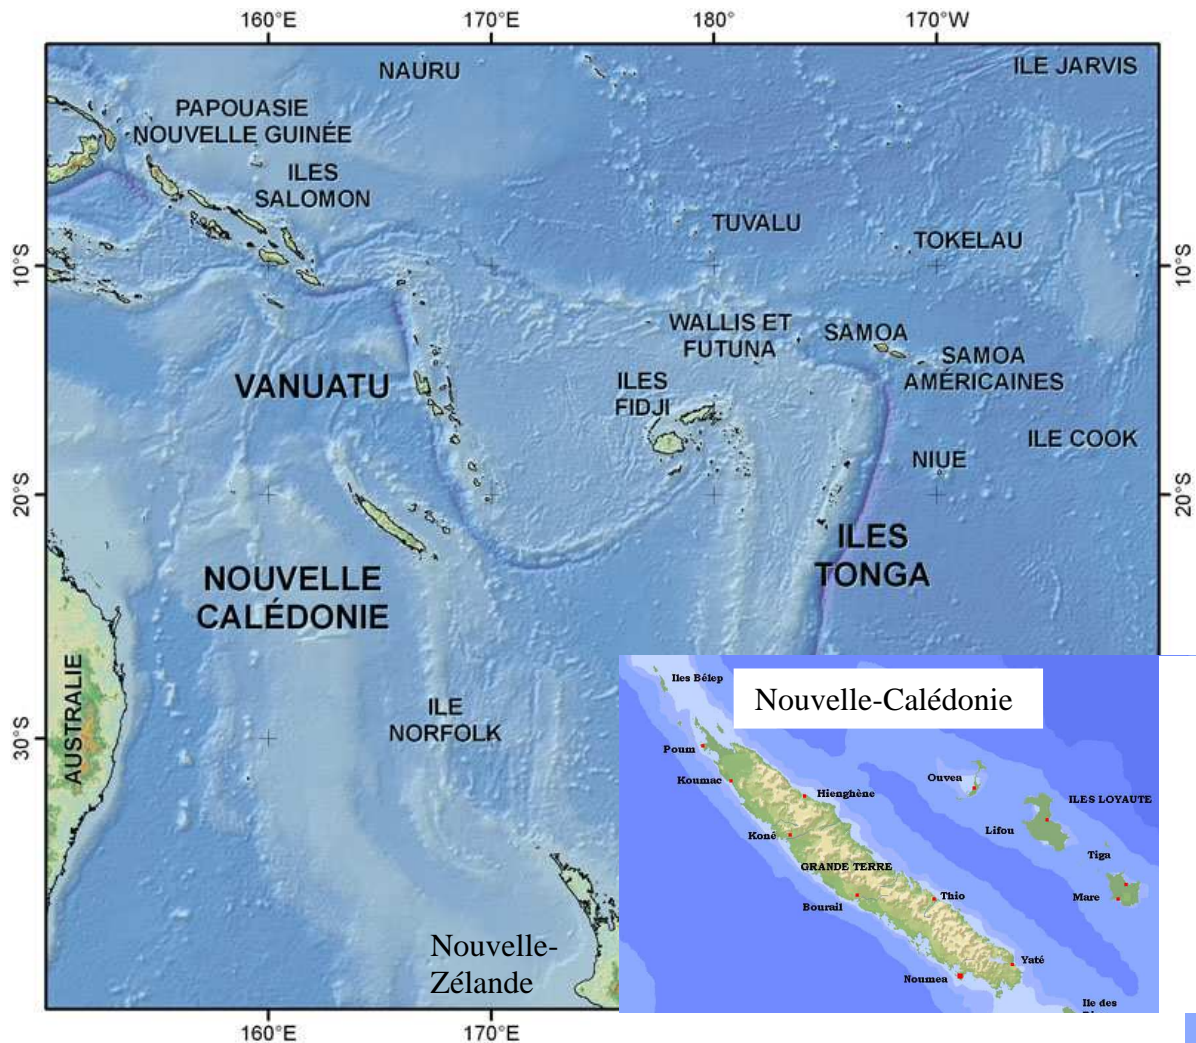 160°E 170°E 180° 170°W
NAURU
ILE JARVIS
PAPOUASIE
NOUVELLE GUINÉE
ILES
SALOMON
TUVALU
TOKELAU
10°S
10°S
WALLIS ET
FUTUNA
SAMOA
SAMOA
AMÉRICAINES
VANUATU
ILES
FIDJI
ILE COOK
NIUE
20°S
20°S
ILES
TONGA
NOUVELLE
CALÉDONIE
AUSTRALIE
ILE
NORFOLK
30°S
Nouvelle-
Zélande
160°E 170°E
Nouvelle-Calédonie
Iles Bélep
Poum
Koumac
Hienghène
Ouvea
ILES LOYAUTE
Lifou
Koné
Tiga
GRANDE TERRE
Mare
Thio
Bourail
Yaté
Noumea
Ile des